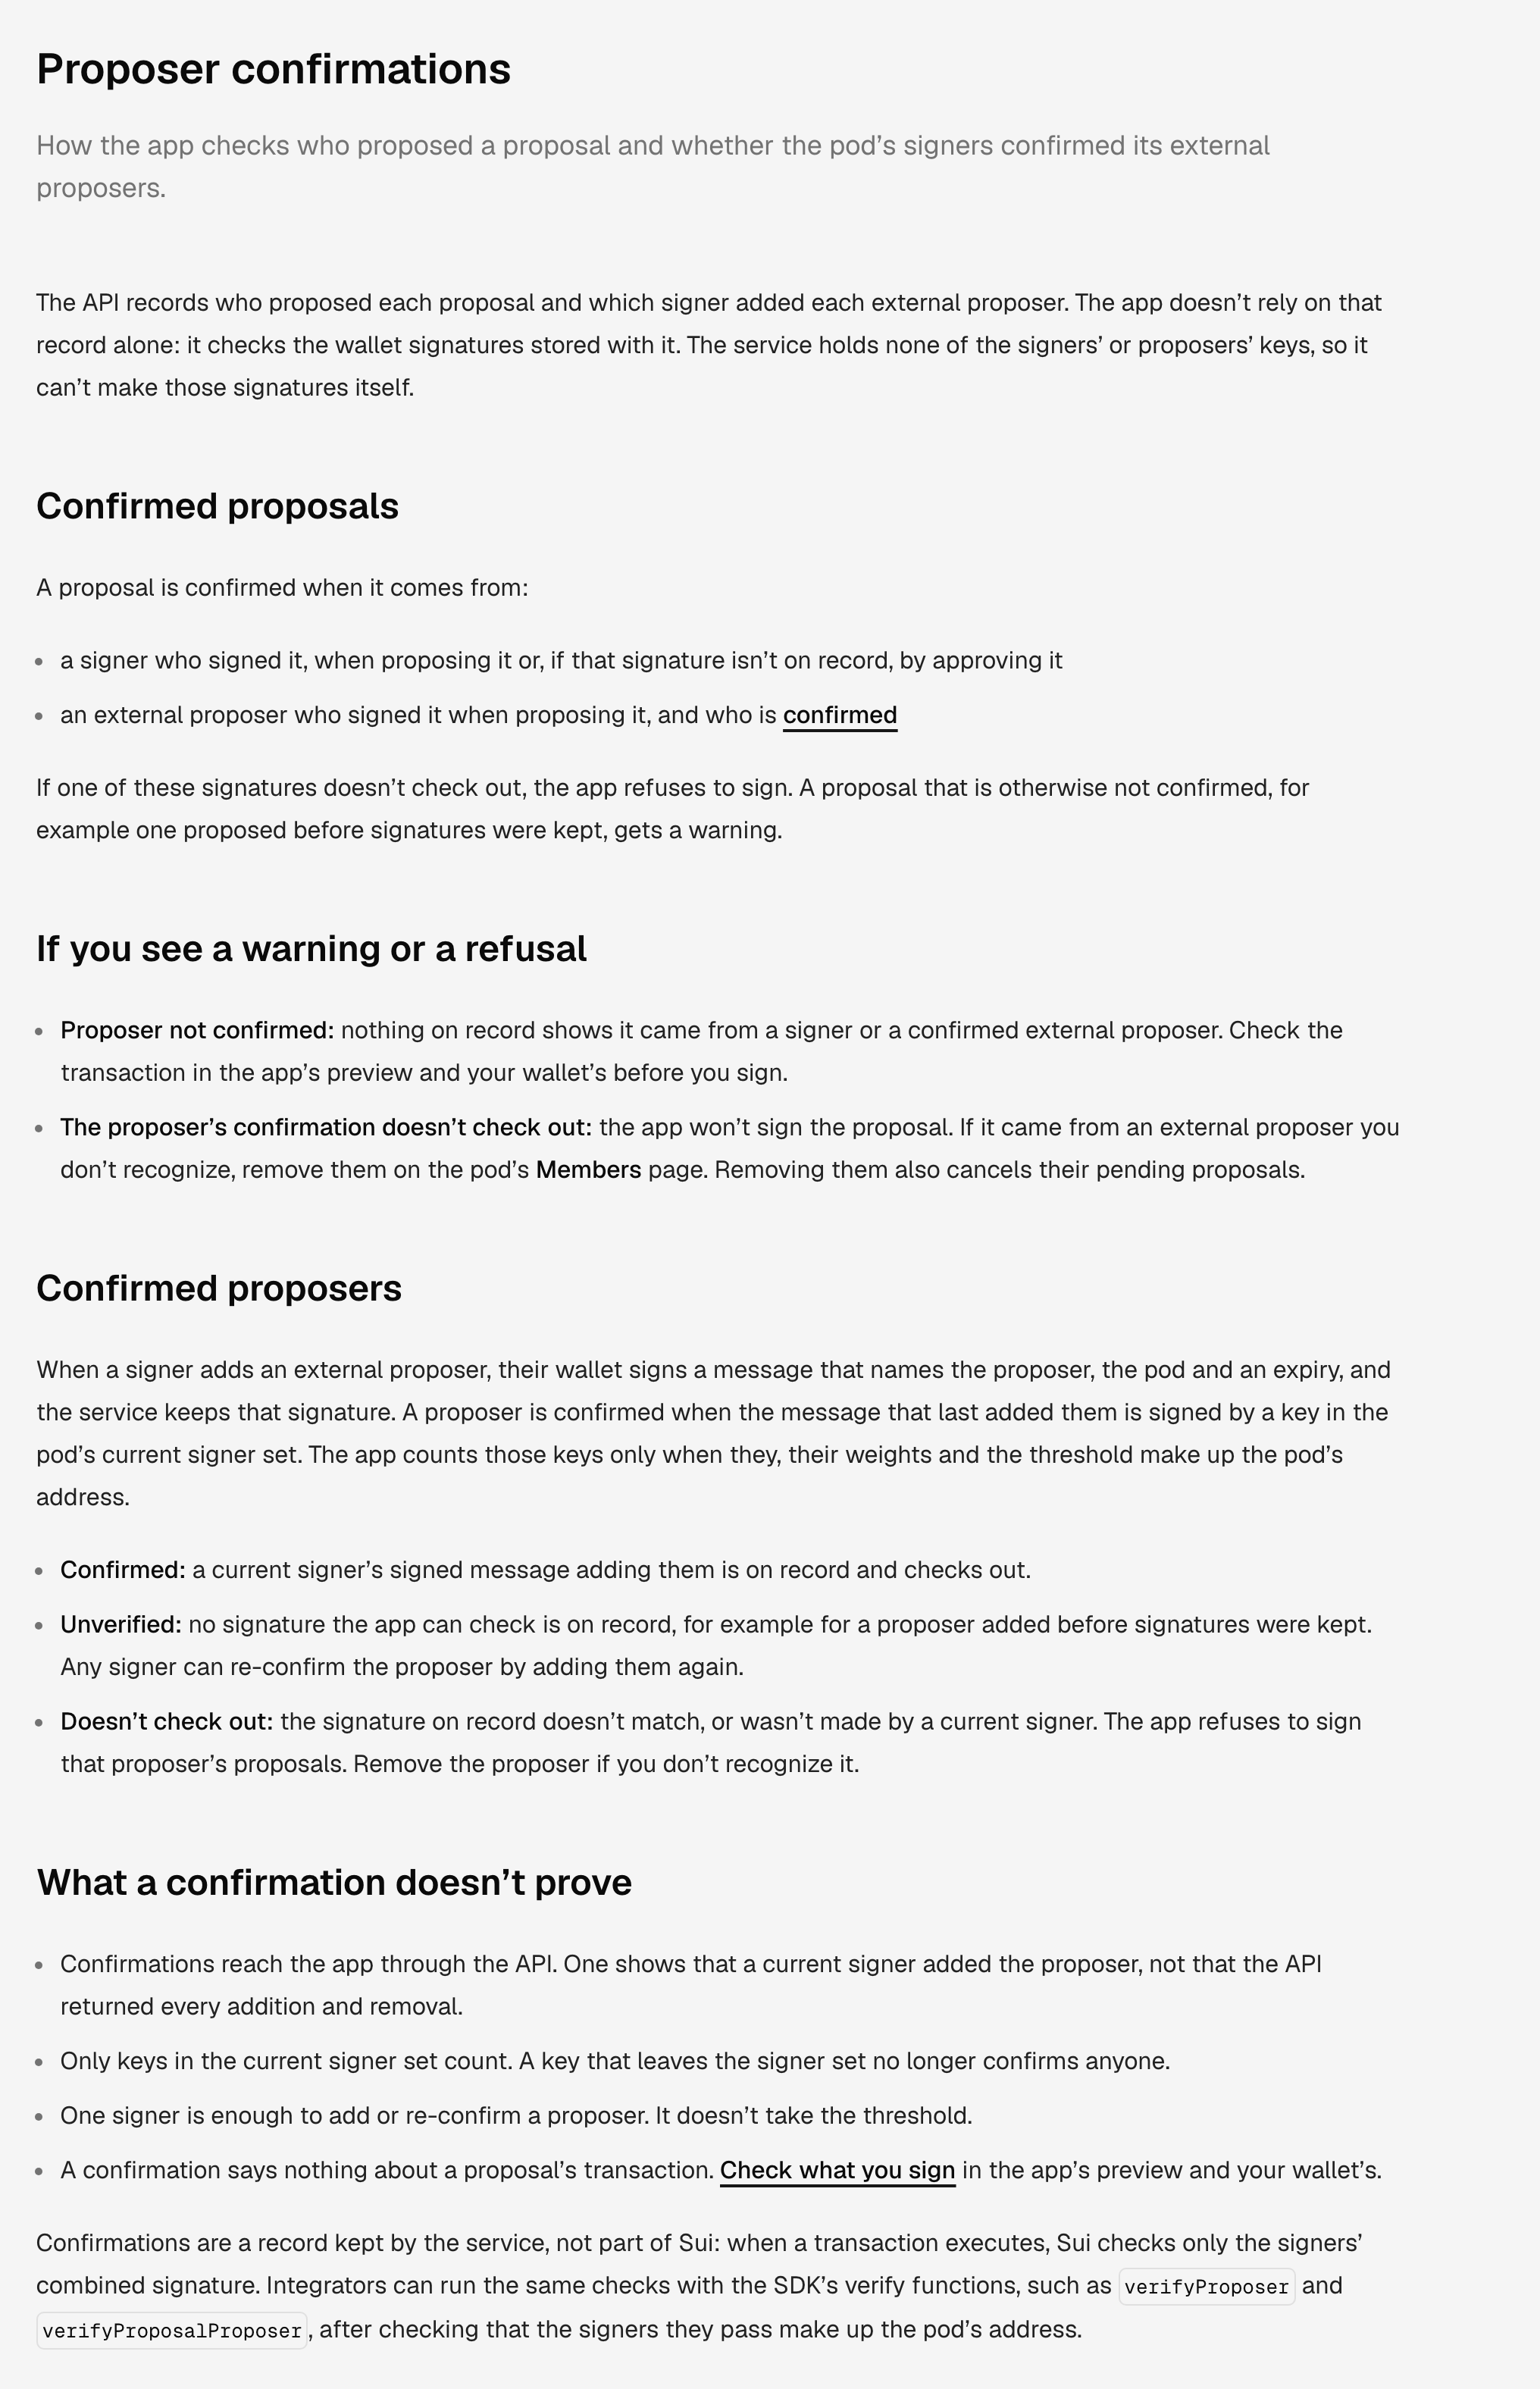 Proposer confirmations
How the app checks who proposed a proposal and whether the pod’s signers confirmed its external
proposers.
The API records who proposed each proposal and which signer added each external proposer. The app doesn’t rely on that
record alone: it checks the wallet signatures stored with it. The service holds none of the signers’ or proposers’ keys, so it
can’t make those signatures itself.
Confirmed proposals
A proposal is confirmed when it comes from:
a signer who signed it, when proposing it or, if that signature isn’t on record, by approving it
an external proposer who signed it when proposing it, and who is confirmed
If one of these signatures doesn’t check out, the app refuses to sign. A proposal that is otherwise not confirmed, for
example one proposed before signatures were kept, gets a warning.
If you see a warning or a refusal
Proposer not confirmed: nothing on record shows it came from a signer or a confirmed external proposer. Check the
transaction in the app’s preview and your wallet’s before you sign.
The proposer’s confirmation doesn’t check out: the app won’t sign the proposal. If it came from an external proposer you
don’t recognize, remove them on the pod’s Members page. Removing them also cancels their pending proposals.
Confirmed proposers
When a signer adds an external proposer, their wallet signs a message that names the proposer, the pod and an expiry, and
the service keeps that signature. A proposer is confirmed when the message that last added them is signed by a key in the
pod’s current signer set. The app counts those keys only when they, their weights and the threshold make up the pod’s
address.
Confirmed: a current signer’s signed message adding them is on record and checks out.
Unverified: no signature the app can check is on record, for example for a proposer added before signatures were kept.
Any signer can re-confirm the proposer by adding them again.
Doesn’t check out: the signature on record doesn’t match, or wasn’t made by a current signer. The app refuses to sign
that proposer’s proposals. Remove the proposer if you don’t recognize it.
What a confirmation doesn’t prove
Confirmations reach the app through the API. One shows that a current signer added the proposer, not that the API
returned every addition and removal.
Only keys in the current signer set count. A key that leaves the signer set no longer confirms anyone.
One signer is enough to add or re-confirm a proposer. It doesn’t take the threshold.
A confirmation says nothing about a proposal’s transaction. Check what you sign in the app’s preview and your wallet’s.
Confirmations are a record kept by the service, not part of Sui: when a transaction executes, Sui checks only the signers’
combined signature. Integrators can run the same checks with the SDK’s verify functions, such as verifyProposer and
verifyProposalProposer, after checking that the signers they pass make up the pod’s address.